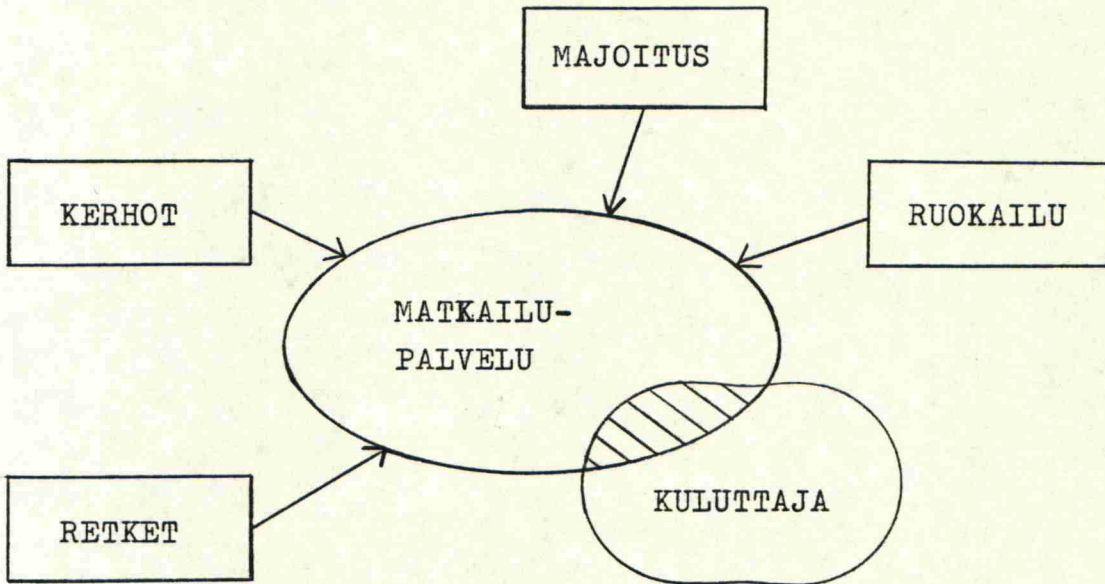 MAJOITUS
KERHOT
RUOKAILU
MATKAILU-
PALVELU
KULUTTAJA
RETKET